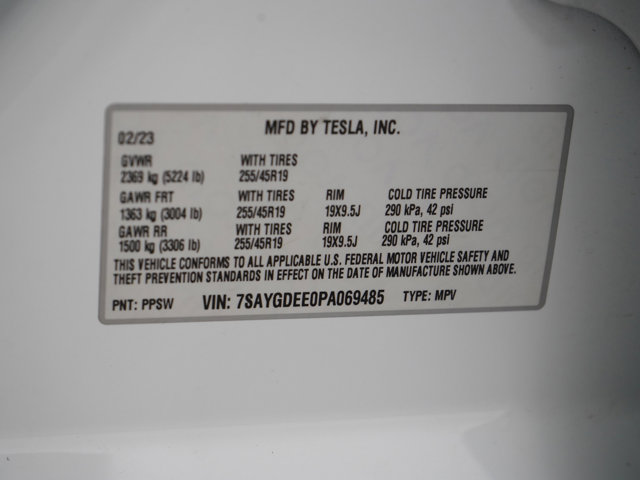 02/23 MFD BY TESLA, INC.
GVWR WITH TIRES
2369 kg (5224 lb) 255/45R19
GAWR FRT WITH TIRES RIM COLD TIRE PRESSURE
1363 kg (3004 lb) 255/45R19 19X9.5J 290 kPa, 42 psi
GAWR RR WITH TIRES RIM COLD TIRE PRESSURE
1500 kg (3306 lb) 255/45R19 19X9.5J 290 kPa, 42 psi
THIS VEHICLE CONFORMS TO ALL APPLICABLE U.S. FEDERAL MOTOR VEHICLE SAFETY AND
THEFT PREVENTION STANDARDS IN EFFECT ON THE DATE OF MANUFACTURE SHOWN ABOVE.
PNT: PPSW VIN: 7SAYGDEE0PA069485 TYPE: MPV